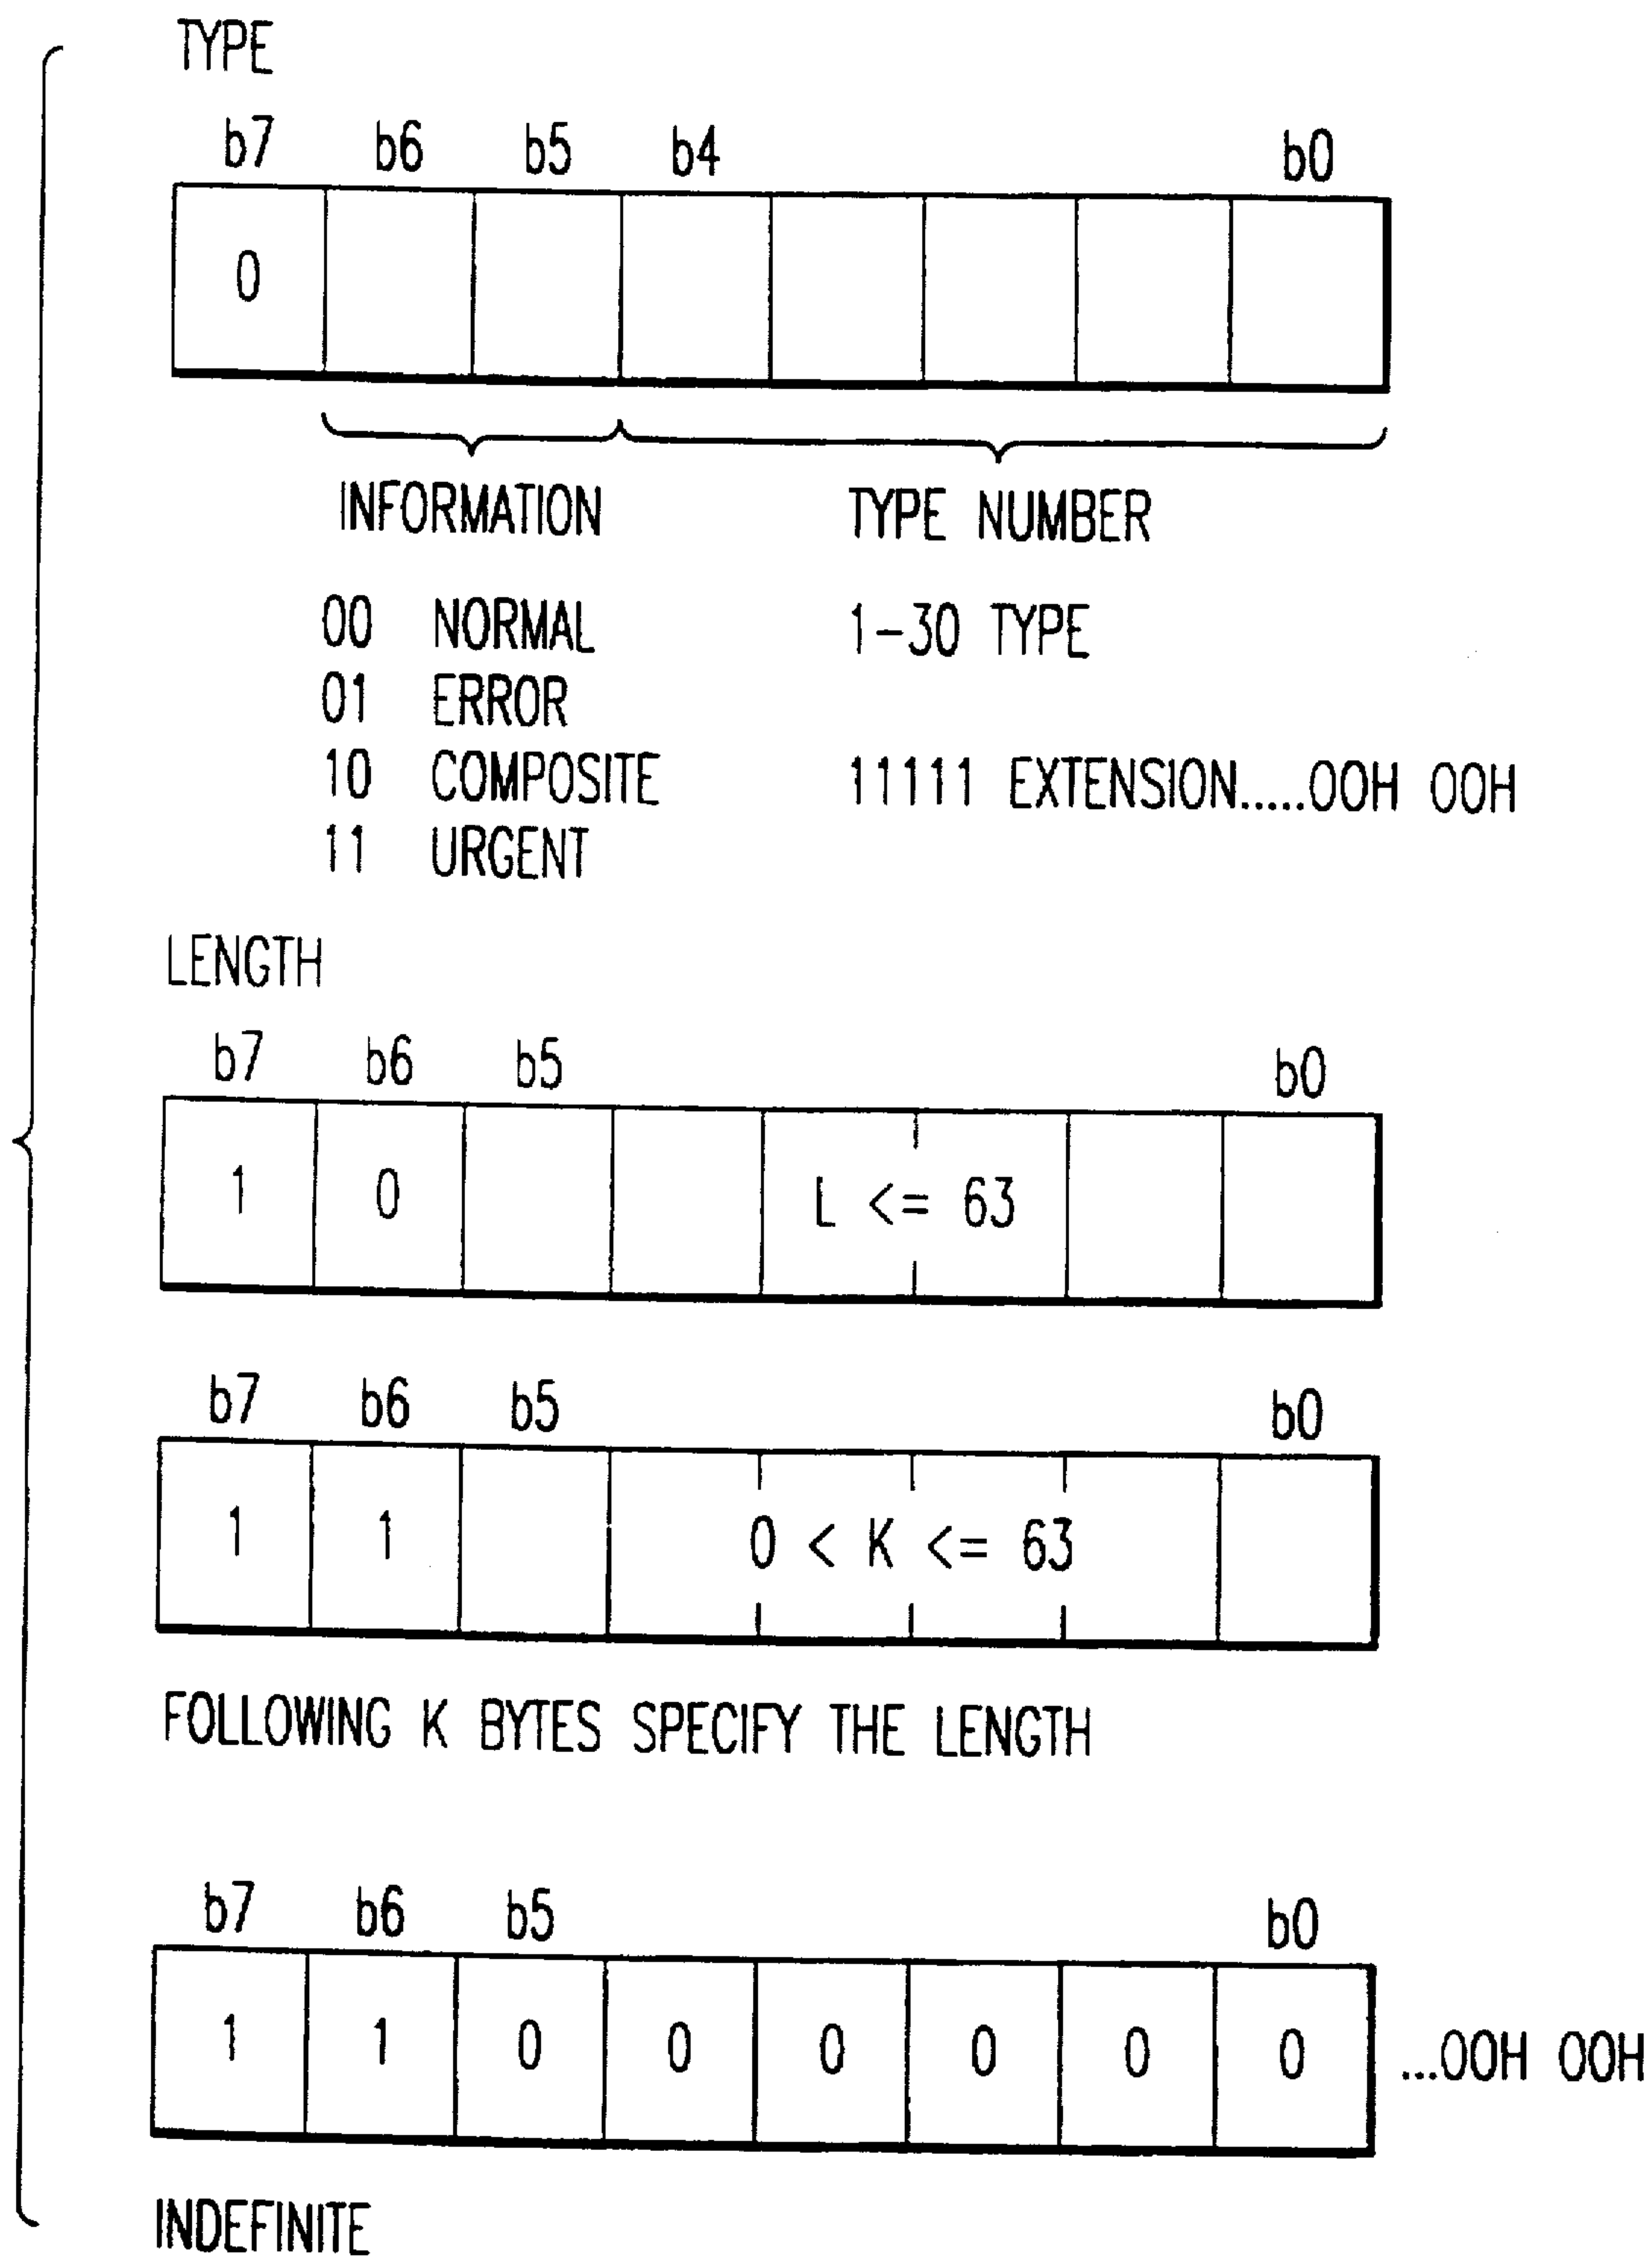 TYPE
b7 b6 b5 b4 b0
0
INFORMATION TYPE NUMBER
00 NORMAL 1-30 TYPE
01 ERROR
10 COMPOSITE 11111 EXTENSION.....00H 00H
11 URGENT
LENGTH
b7 b6 b5 b0
1 0 L <= 63
b7 b6 b5 b0
1 1 0 < K <= 63
FOLLOWING K BYTES SPECIFY THE LENGTH
b7 b6 b5 b0
1 1 0 0 0 0 0 0 ...00H 00H
INDEFINITE